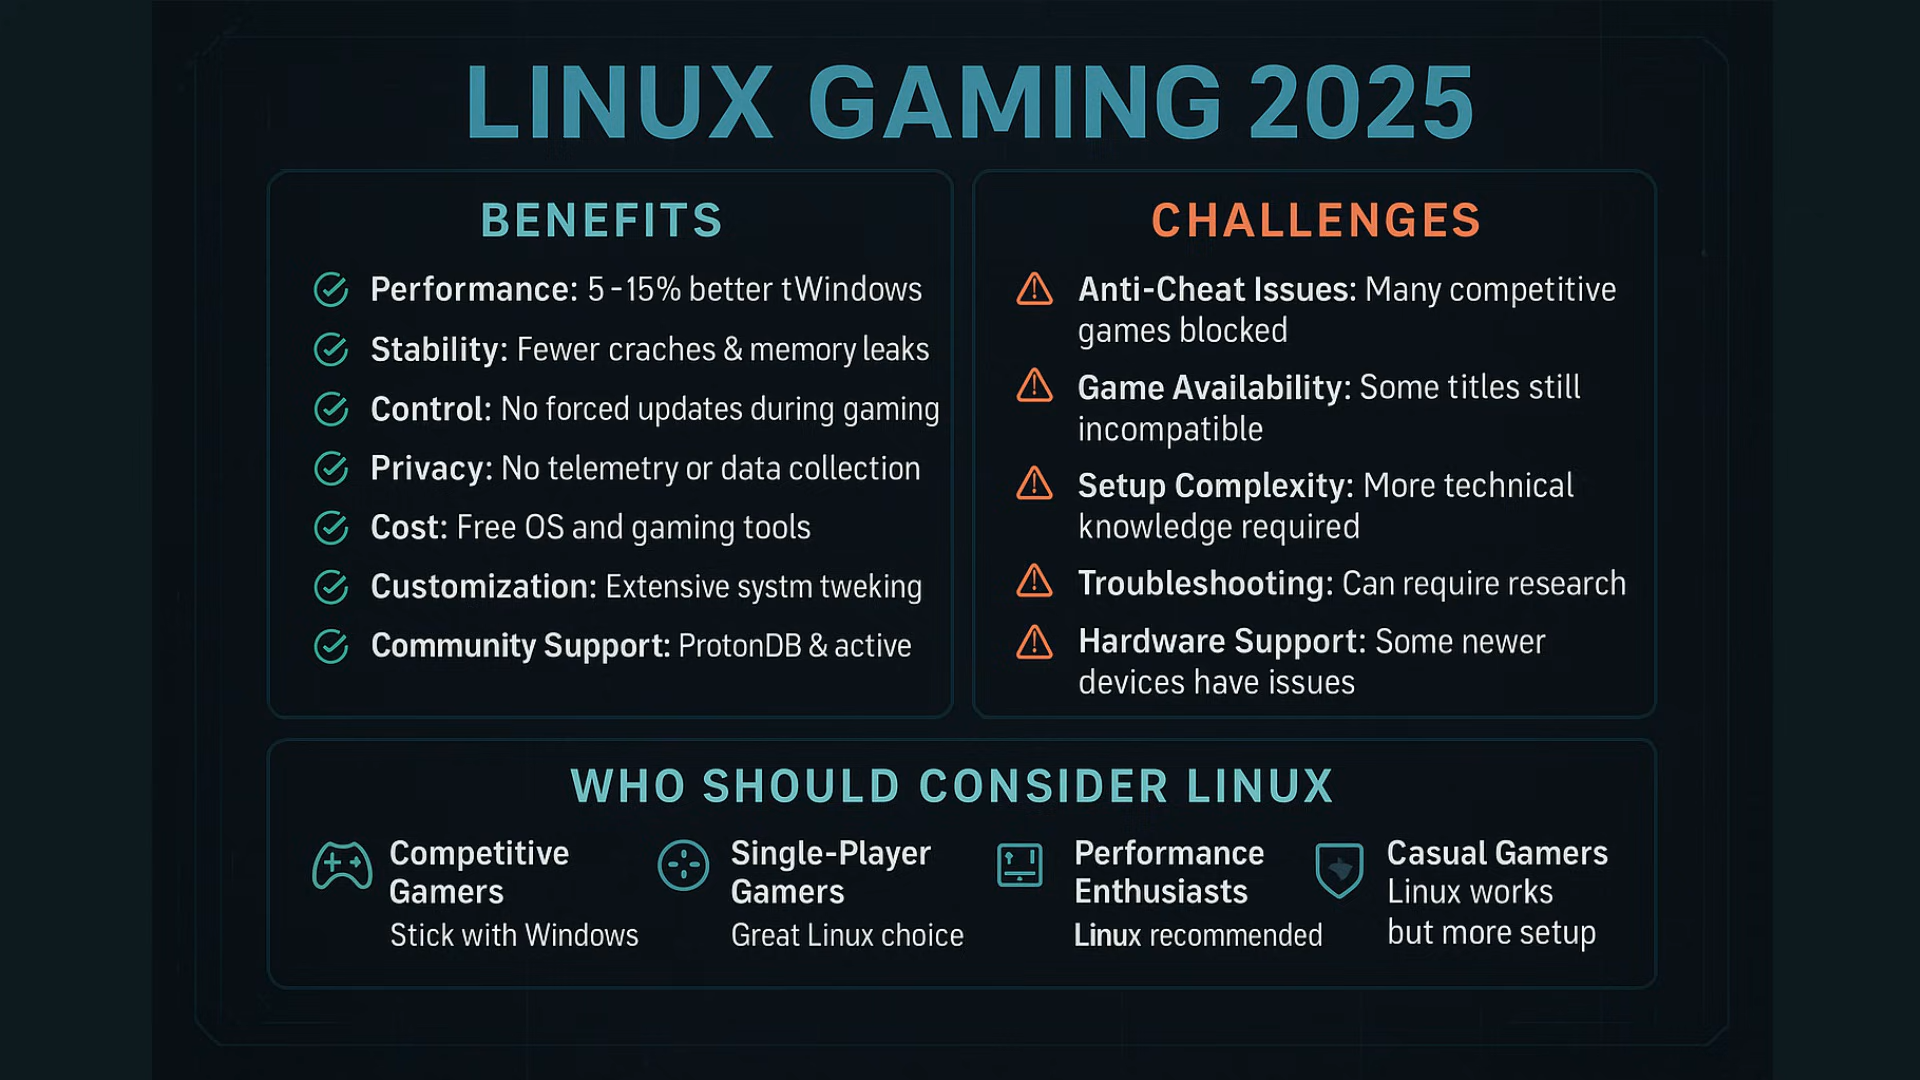 LINUX GAMING 2025
BENEFITS
Performance: 5-15% better tWindows
Stability: Fewer craches & memory leaks
Control: No forced updates during gaming
Privacy: No telemetry or data collection
Cost: Free OS and gaming tools
Customization: Extensive systm tweking
Community Support: ProtonDB & active
CHALLENGES
Anti-Cheat Issues: Many competitive
games blocked
Game Availability: Some titles still
incompatible
Setup Complexity: More technical
knowledge required
Troubleshooting: Can require research
Hardware Support: Some newer
devices have issues
WHO SHOULD CONSIDER LINUX
Competitive
Gamers
Stick with Windows
Single-Player
Gamers
Great Linux choice
Performance
Enthusiasts
Linux recommended
Casual Gamers
Linux works
but more setup